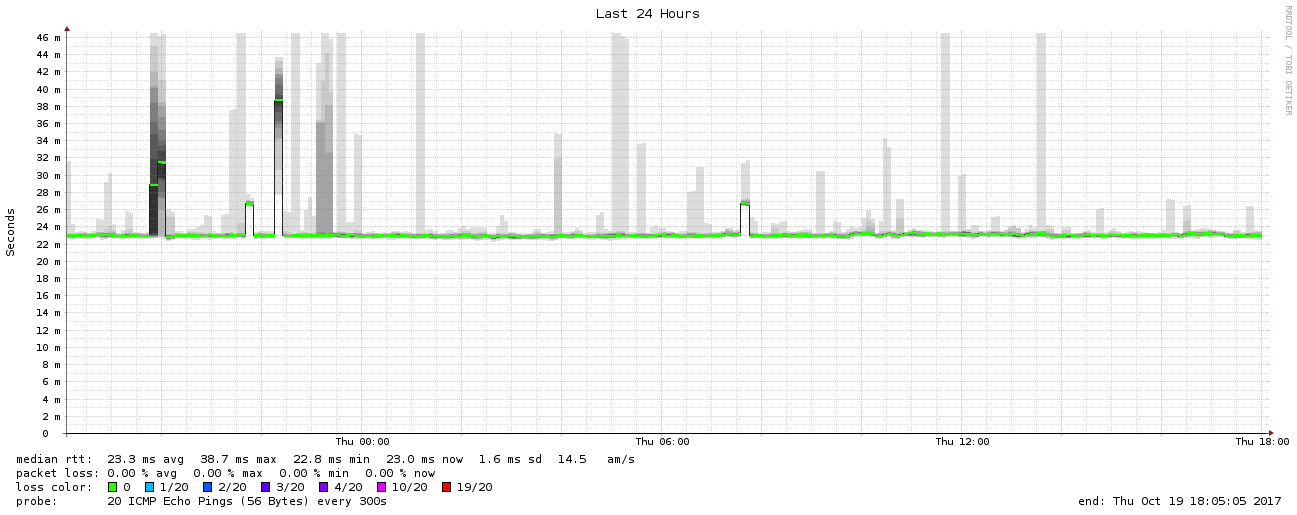 Last 24 Hours
RRDTOOL / TOBI OETIKER
Seconds
46 m
44 m
42 m
40 m
38 m
36 m
34 m
32 m
30 m
28 m
26 m
24 m
22 m
20 m
18 m
16 m
14 m
12 m
10 m
8 m
6 m
4 m
2 m
0
Thu 00:00 Thu 06:00 Thu 12:00 Thu 18:00
median rtt: 23.3 ms avg 38.7 ms max 22.8 ms min 23.0 ms now 1.6 ms sd 14.5 am/s
packet loss: 0.00 % avg 0.00 % max 0.00 % min 0.00 % now
loss color: 0 1/20 2/20 3/20 4/20 10/20 19/20
probe: 20 ICMP Echo Pings (56 Bytes) every 300s end: Thu Oct 19 18:05:05 2017